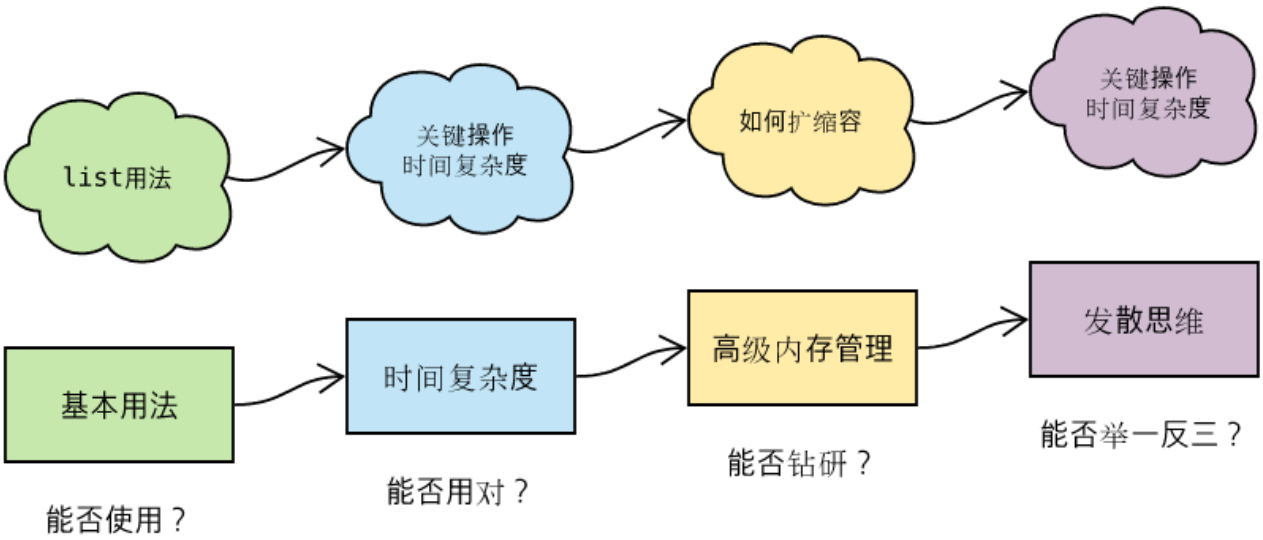 list用法
关键操作
时间复杂度
如何扩缩容
关键操作
时间复杂度
基本用法
时间复杂度
高级内存管理
发散思维
能否使用？
能否用对？
能否钻研？
能否举一反三？